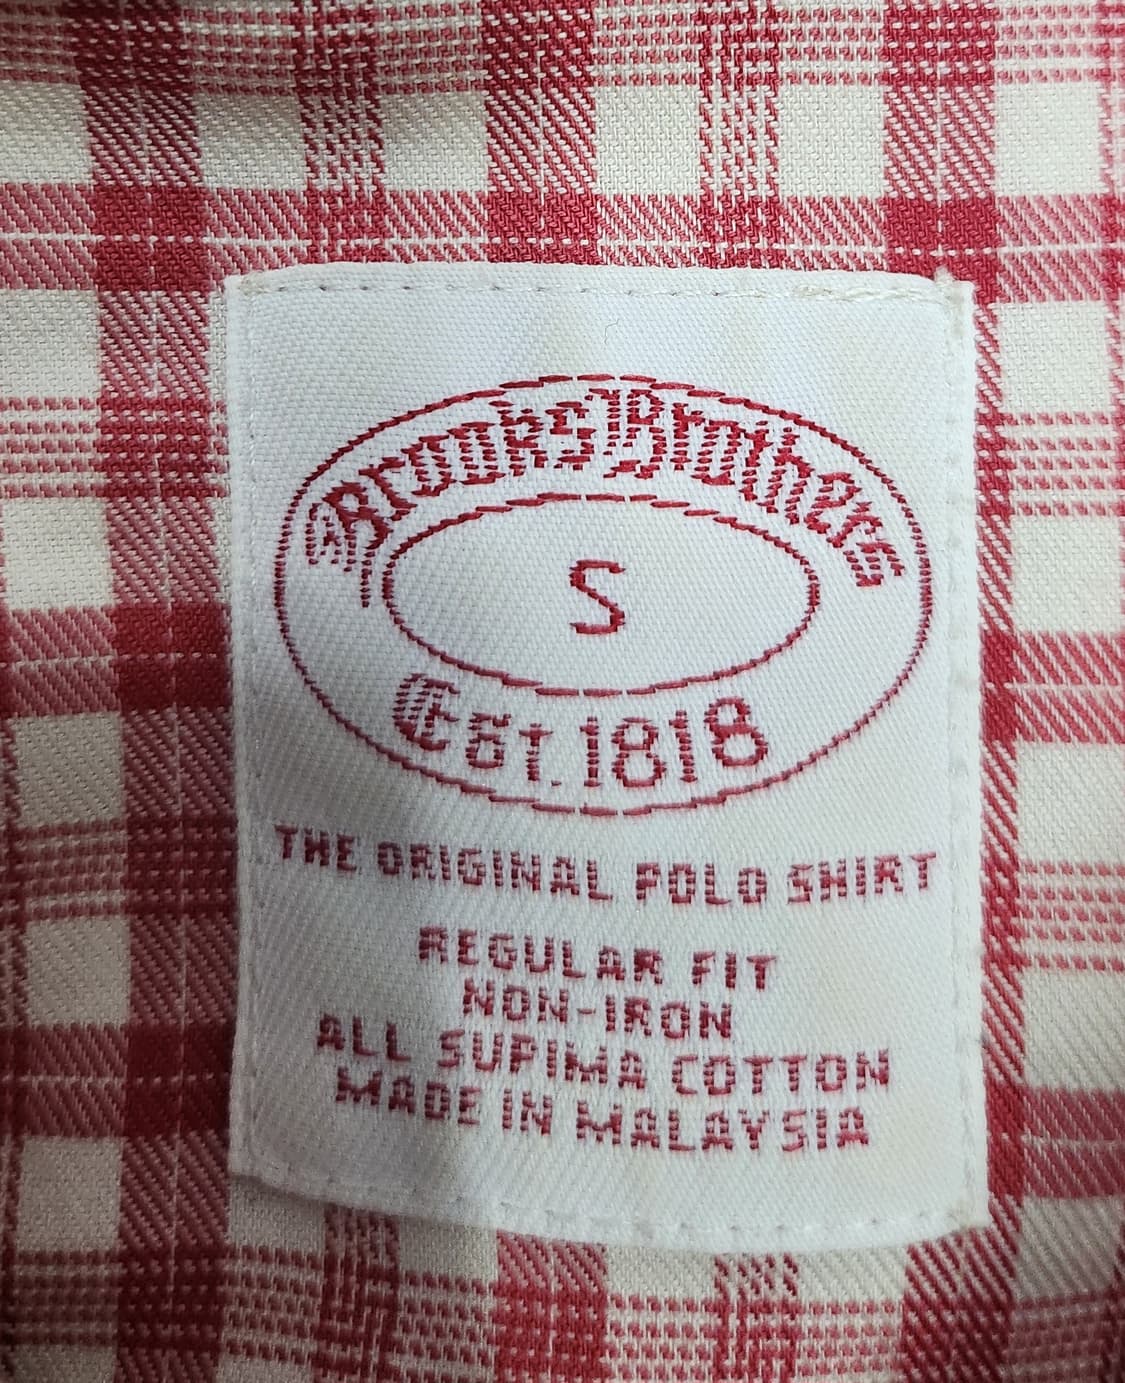 Brooks Brothers
S
Est. 1818
THE ORIGINAL POLO SHIRT
REGULAR FIT
NON-IRON
ALL SUPIMA COTTON
MADE IN MALAYSIA